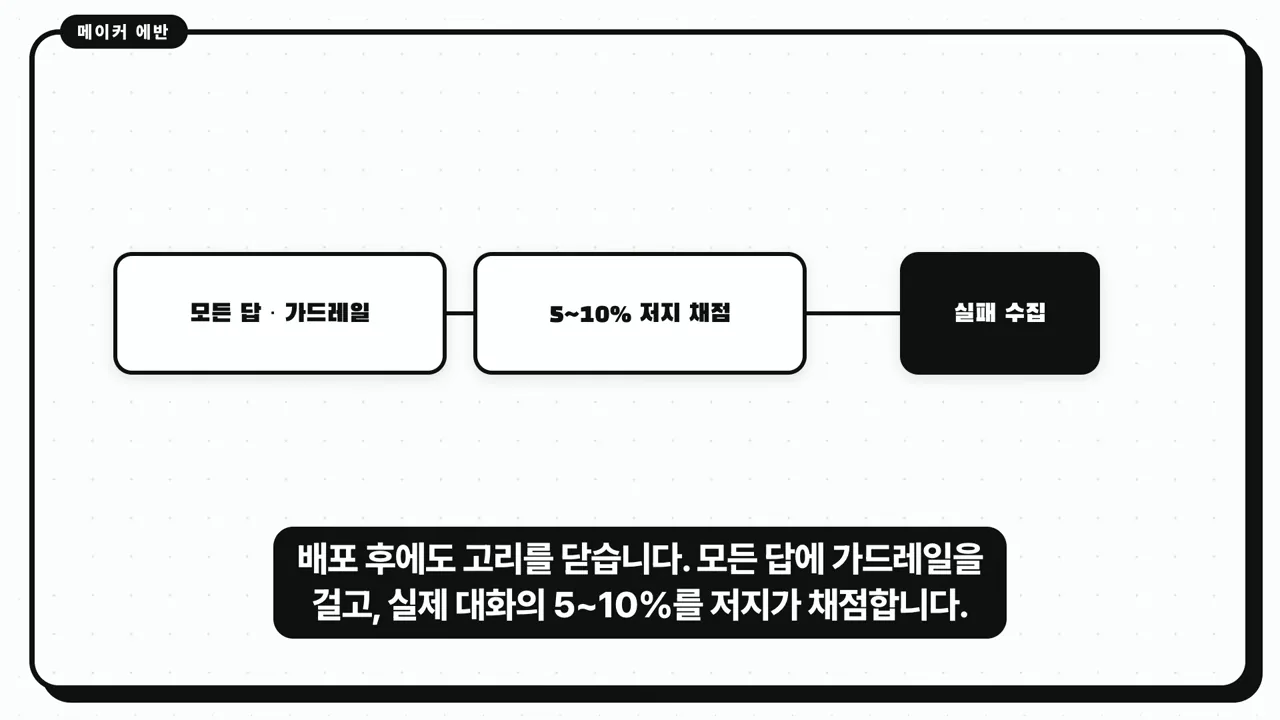 메이커 에반
모든 답 · 가드레일
5~10% 저지 채점
실패 수집
배포 후에도 고리를 닫습니다. 모든 답에 가드레일을
걸고, 실제 대화의 5~10%를 저지가 채점합니다.